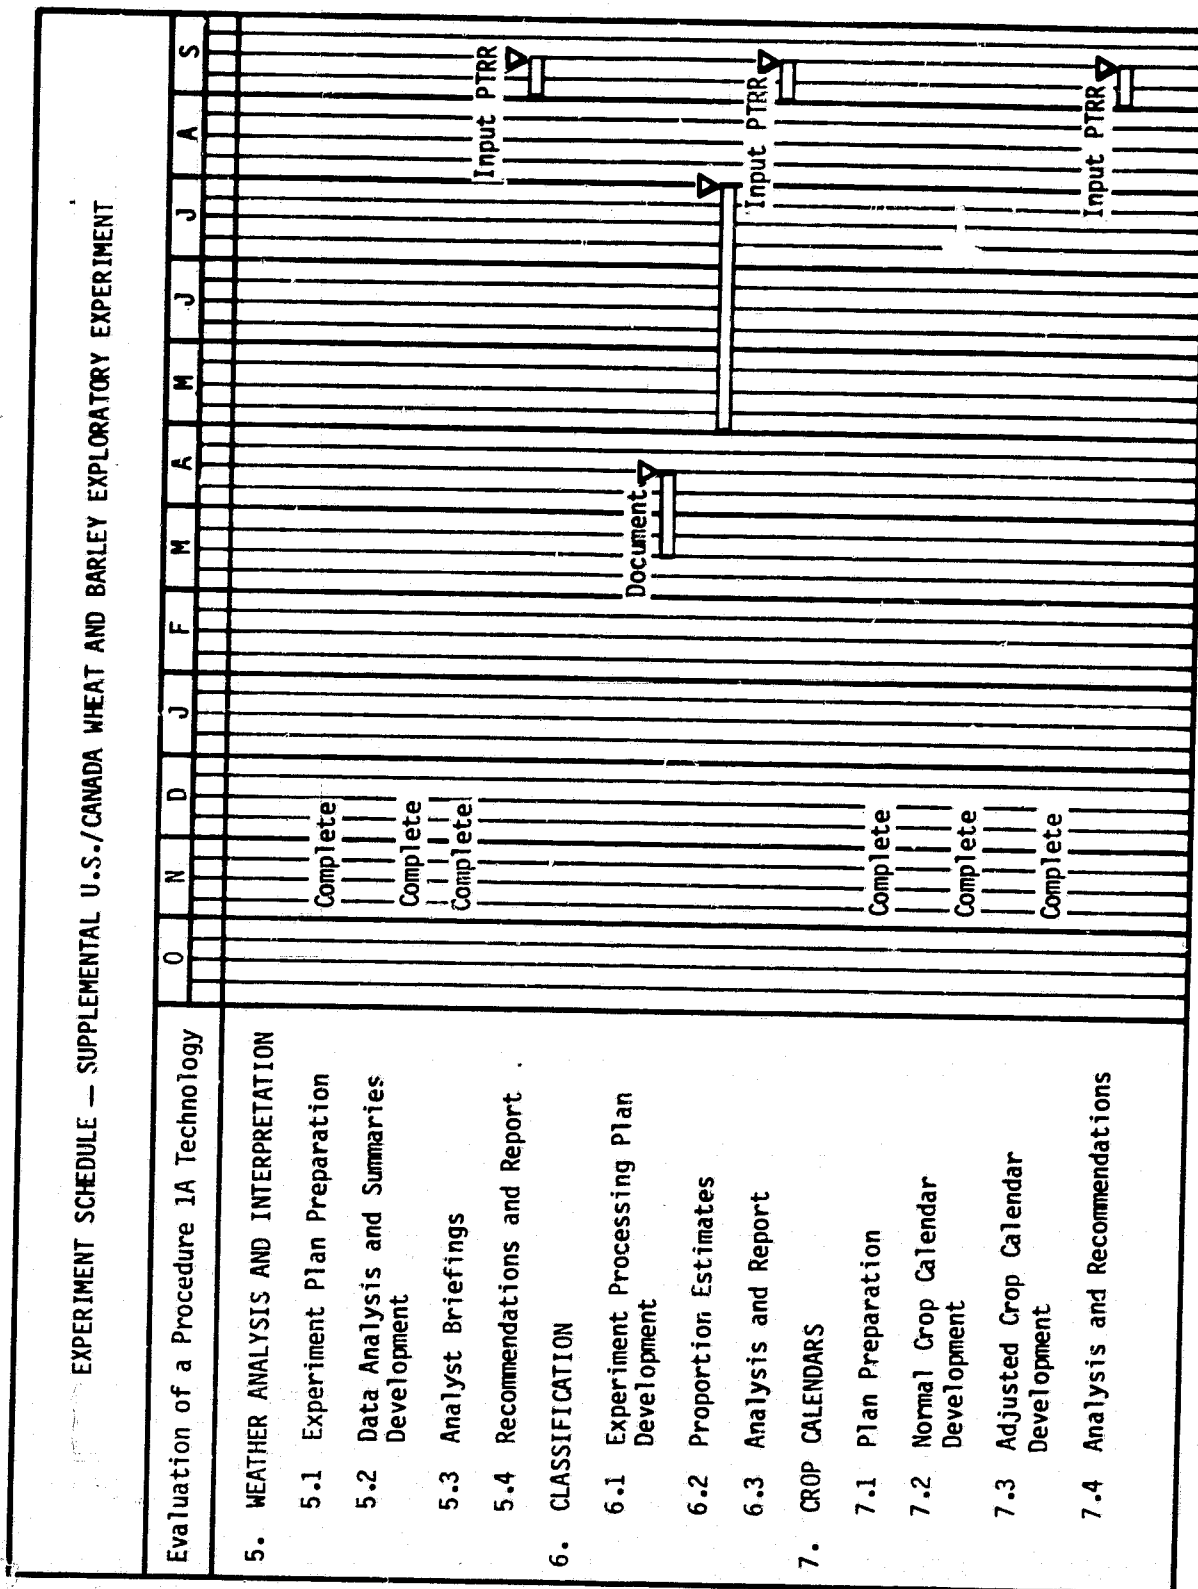 EXPERIMENT SCHEDULE — SUPPLEMENTAL U.S./CANADA WHEAT AND BARLEY EXPLORATORY EXPERIMENT
Evaluation of a Procedure 1A Technology O N D J F M A M J J A S
5. WEATHER ANALYSIS AND INTERPRETATION
5.1 Experiment Plan Preparation Complete
5.2 Data Analysis and Summaries
Development Complete
5.3 Analyst Briefings Complete
Input PTRR
5.4 Recommendations and Report
6. CLASSIFICATION
6.1 Experiment Processing Plan Document
Development
6.2 Proportion Estimates
6.3 Analysis and Report Input PTRR
7. CROP CALENDARS
7.1 Plan Preparation Complete
7.2 Normal Crop Calendar
Development Complete
7.3 Adjusted Crop Calendar
Development Complete
7.4 Analysis and Recommendations Input PTRR